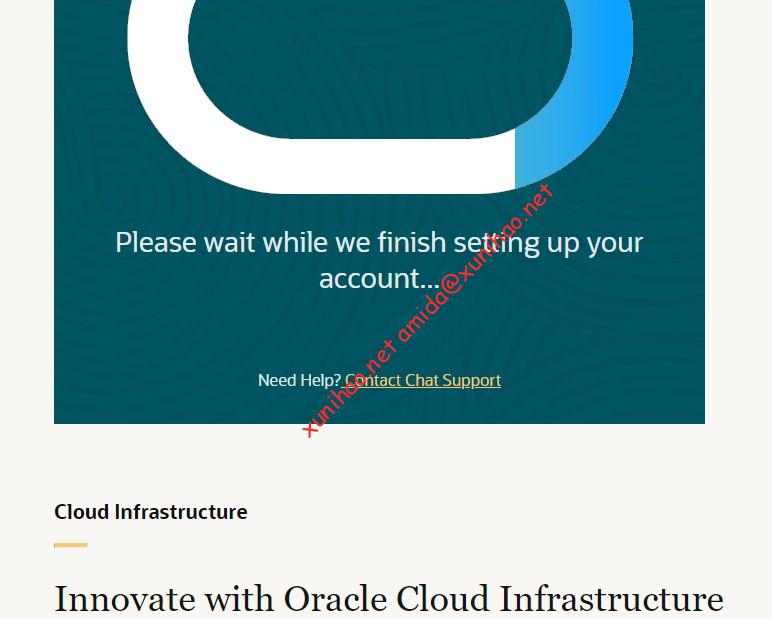 Please wait while we finish setting up your
account...
xunihao.net amida@xunihao.net
Need Help? Contact Chat Support
Cloud Infrastructure
Innovate with Oracle Cloud Infrastructure